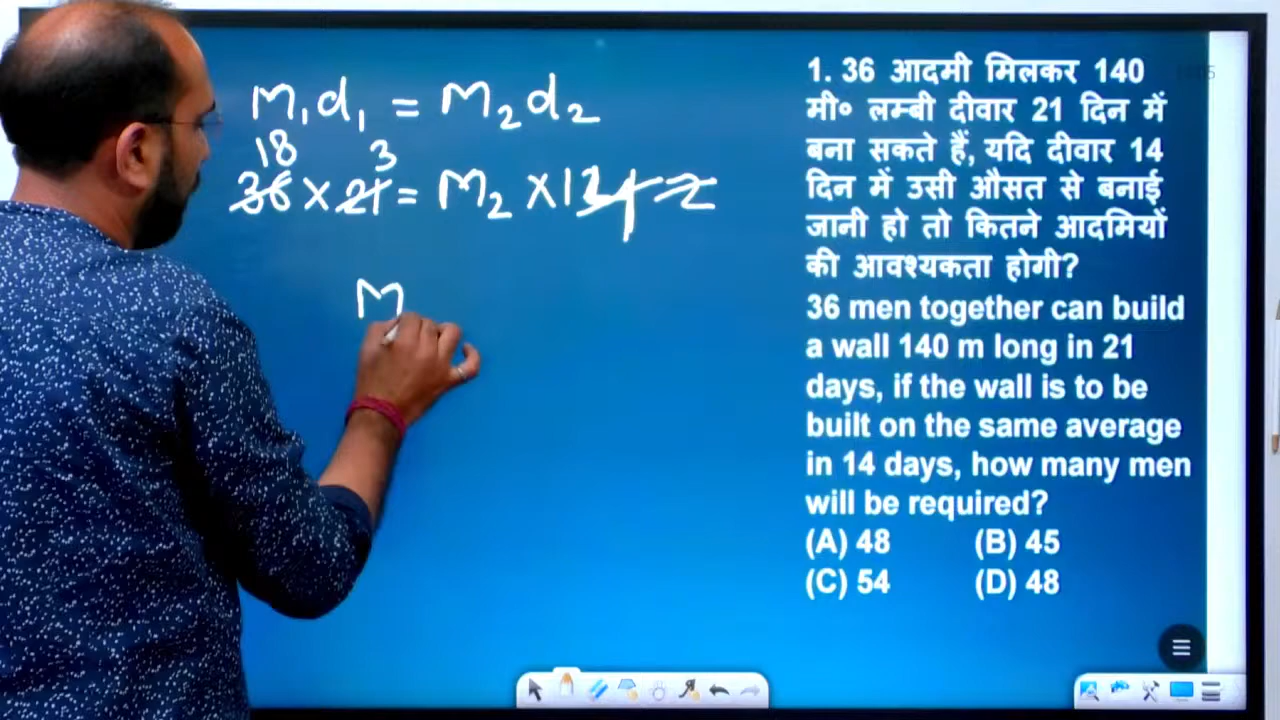 M₁d₁ = M₂d₂
18 3
36 × 21 = M₂ × 14 2
M
1. 36 आदमी मिलकर 140
मी० लम्बी दीवार 21 दिन में
बना सकते हैं, यदि दीवार 14
दिन में उसी औसत से बनाई
जानी हो तो कितने आदमियों
की आवश्यकता होगी?
36 men together can build
a wall 140 m long in 21
days, if the wall is to be
built on the same average
in 14 days, how many men
will be required?
(A) 48 (B) 45
(C) 54 (D) 48